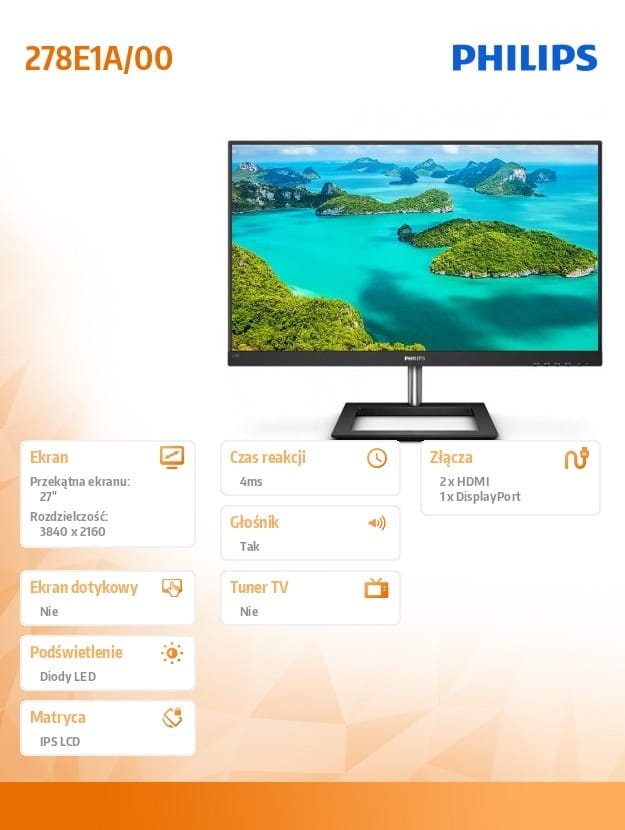 278E1A/00
PHILIPS
PHILIPS
Ekran
Przekątna ekranu:
27"
Rozdzielczość:
3840 x 2160
Czas reakcji
4ms
Złącza
2 x HDMI
1 x DisplayPort
Głośnik
Tak
Ekran dotykowy
Nie
Tuner TV
Nie
Podświetlenie
Diody LED
Matryca
IPS LCD